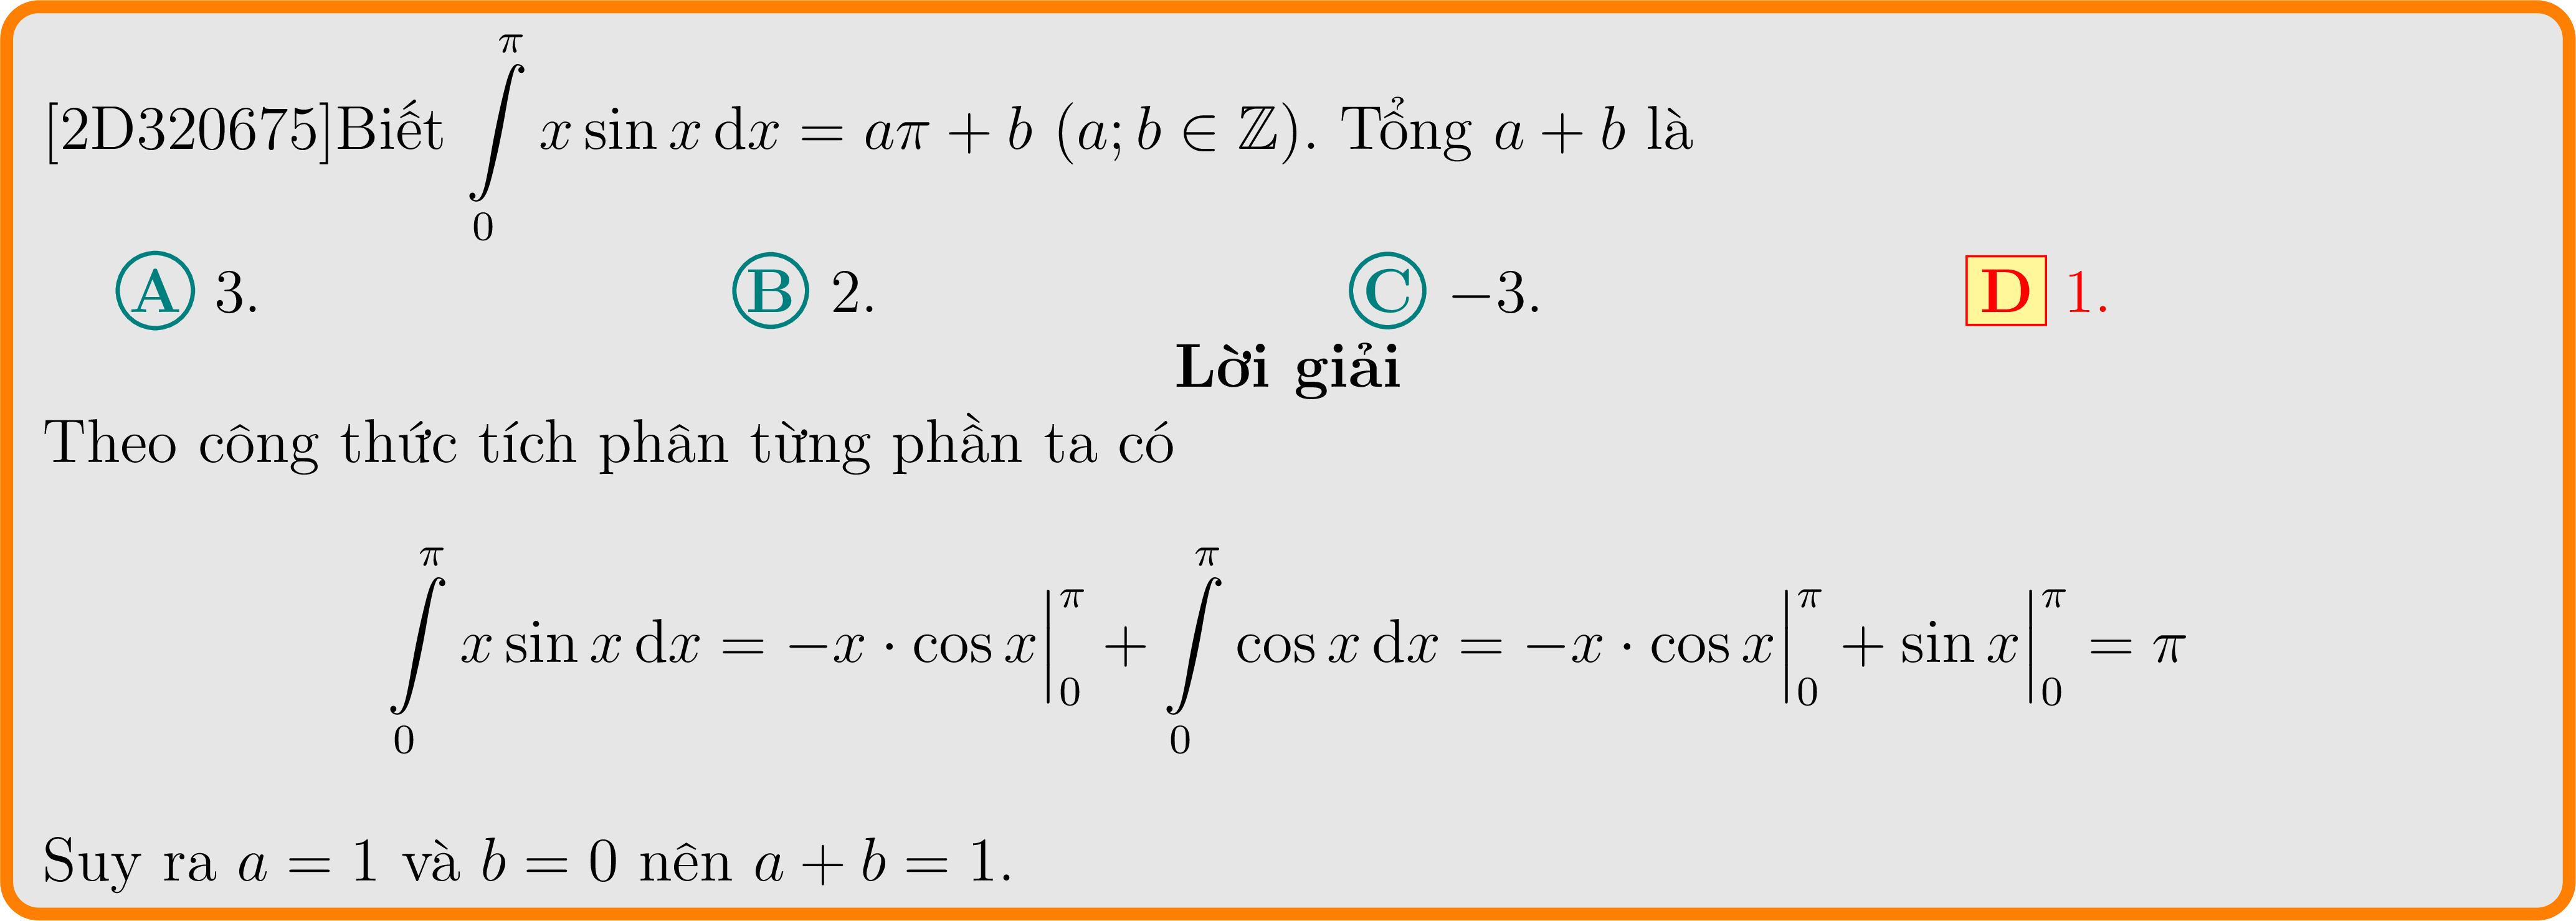 [2D320675]Biết $\int\limits_0^\pi x \sin x \, \mathrm{d}x = a\pi + b \ (a; b \in \mathbb{Z})$. Tổng $a + b$ là
A 3. B 2. C −3. D 1.
Lời giải
Theo công thức tích phân từng phần ta có
$\int\limits_0^\pi x \sin x \, \mathrm{d}x = -x \cdot \cos x \Big|_0^\pi + \int\limits_0^\pi \cos x \, \mathrm{d}x = -x \cdot \cos x \Big|_0^\pi + \sin x \Big|_0^\pi = \pi$
Suy ra $a = 1$ và $b = 0$ nên $a + b = 1$.